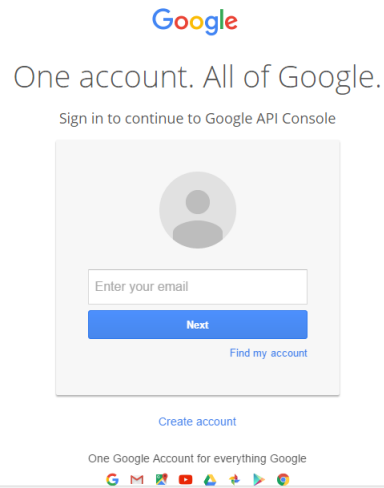 Google
One account. All of Google.
Sign in to continue to Google API Console
Enter your email
Next
Find my account
Create account
One Google Account for everything Google